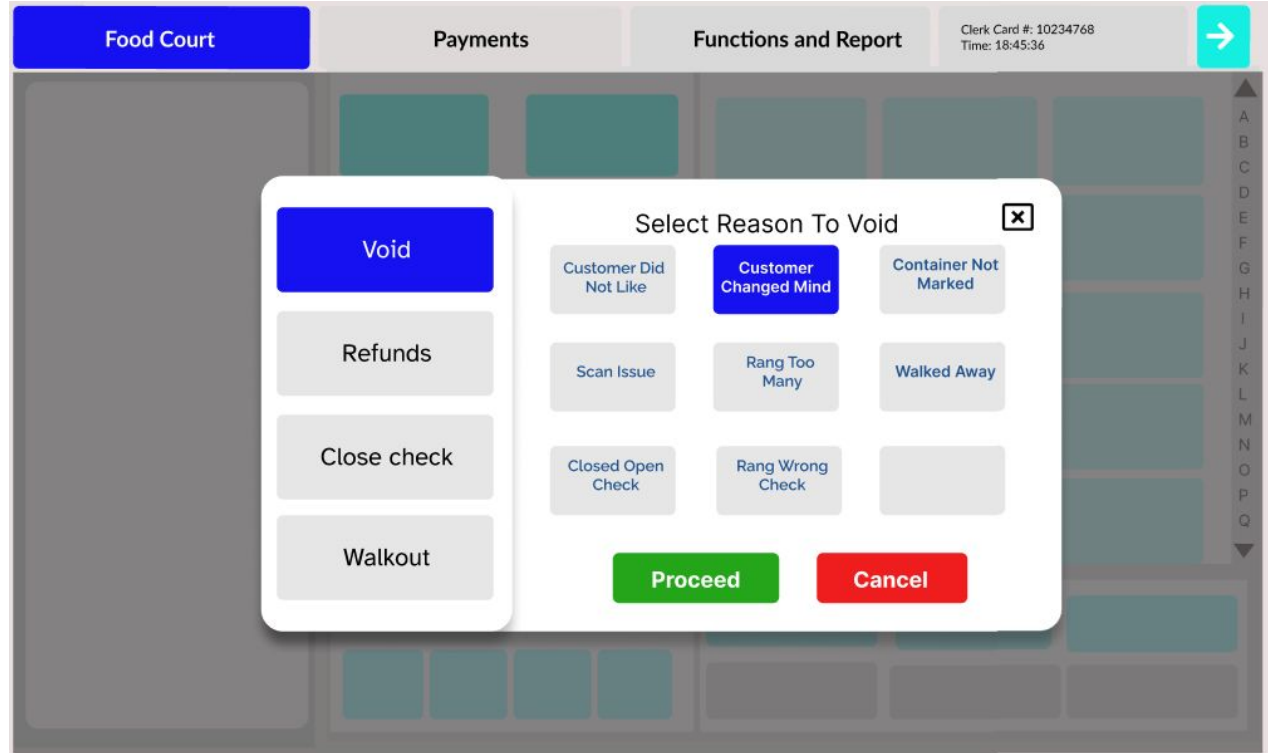 Food Court
Payments
Functions and Report
Clerk Card #: 10234768
Time: 18:45:36
Void
Refunds
Close check
Walkout
Select Reason To Void
Customer Did
Not Like
Customer
Changed Mind
Container Not
Marked
Scan Issue
Rang Too
Many
Walked Away
Closed Open
Check
Rang Wrong
Check
Proceed
Cancel
A
B
C
D
E
F
G
H
I
J
K
L
M
N
O
P
Q